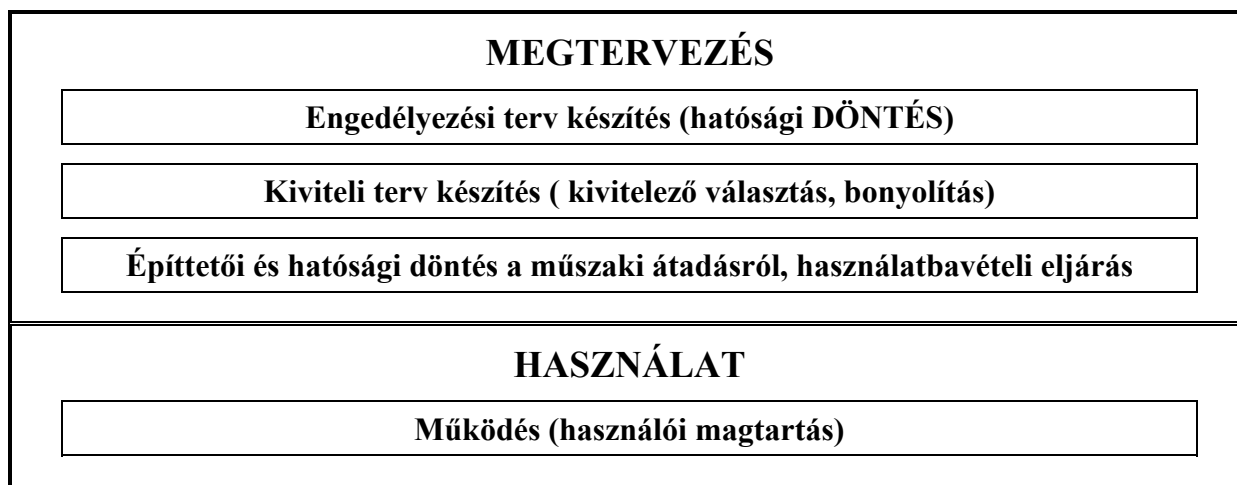 MEGTERVEZÉS
Engedélyezési terv készítés (hatósági DÖNTÉS)
Kiviteli terv készítés ( kivitelező választás, bonyolítás)
Építtetői és hatósági döntés a műszaki átadásról, használatbavételi eljárás
HASZNÁLAT
Működés (használói magtartás)